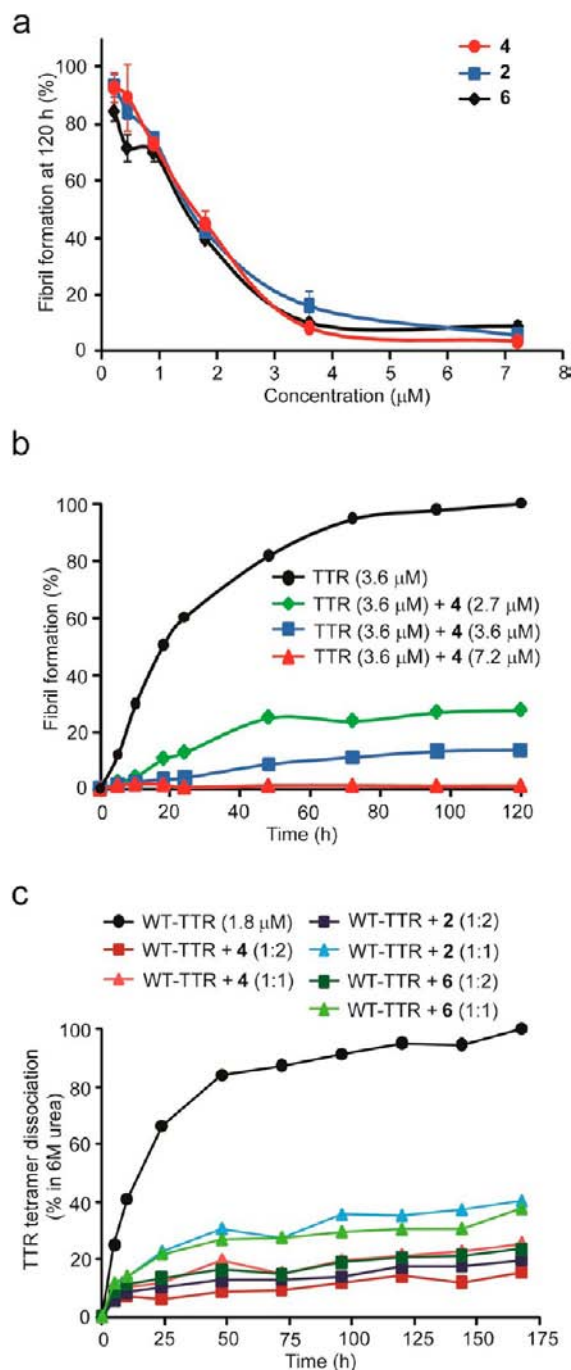 a
4
2
6
100
80
60
40
20
0
Fibril formation at 120 h (%)
0 1 2 3 4 5 6 7 8
Concentration (μM)
b
100
80
60
40
20
0
Fibril formation (%)
TTR (3.6 μM)
TTR (3.6 μM) + 4 (2.7 μM)
TTR (3.6 μM) + 4 (3.6 μM)
TTR (3.6 μM) + 4 (7.2 μM)
0 20 40 60 80 100 120
Time (h)
c
WT-TTR (1.8 μM)
WT-TTR + 4 (1:2)
WT-TTR + 4 (1:1)
WT-TTR + 2 (1:2)
WT-TTR + 2 (1:1)
WT-TTR + 6 (1:2)
WT-TTR + 6 (1:1)
100
80
60
40
20
0
TTR tetramer dissociation
(% in 6M urea)
0 25 50 75 100 125 150 175
Time (h)